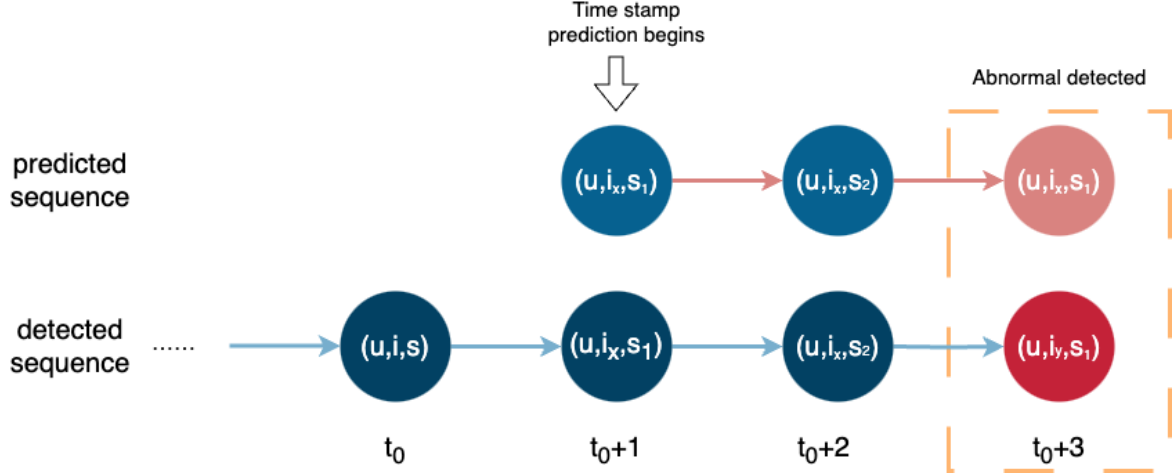 Time stamp
prediction begins
Abnormal detected
predicted
sequence
(u,iₓ,s₁)
(u,iₓ,s₂)
(u,iₓ,s₁)
detected
sequence
......
(u,i,s)
(u,iₓ,s₁)
(u,iₓ,s₂)
(u,iᵧ,s₁)
t₀
t₀+1
t₀+2
t₀+3